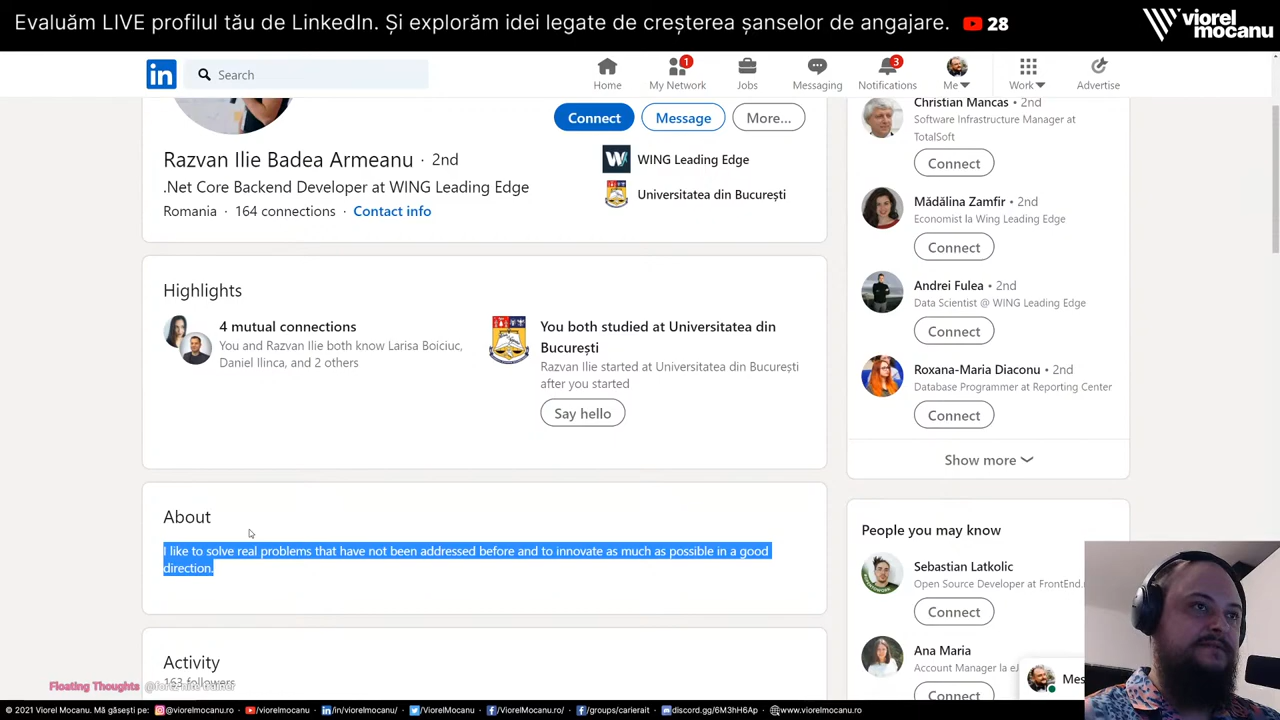 Evaluăm LIVE profilul tău de LinkedIn. Și explorăm idei legate de creșterea șanselor de angajare.
28
viorel
mocanu
in
Search
Home
1
My Network
Jobs
Messaging
3
Notifications
Me
Work
Advertise
Connect
Message
More...
Razvan Ilie Badea Armeanu · 2nd
.Net Core Backend Developer at WING Leading Edge
Romania · 164 connections · Contact info
WING Leading Edge
Universitatea din București
Highlights
4 mutual connections
You and Razvan Ilie both know Larisa Boiciuc,
Daniel Ilinca, and 2 others
You both studied at Universitatea din
București
Razvan Ilie started at Universitatea din București
after you started
Say hello
About
I like to solve real problems that have not been addressed before and to innovate as much as possible in a good
direction.
Activity
163 followers
Christian Mancas · 2nd
Software Infrastructure Manager at
TotalSoft
Connect
Mădălina Zamfir · 2nd
Economist la Wing Leading Edge
Connect
Andrei Fulea · 2nd
Data Scientist @ WING Leading Edge
Connect
Roxana-Maria Diaconu · 2nd
Database Programmer at Reporting Center
Connect
Show more
People you may know
Sebastian Latkolic
Open Source Developer at FrontEnd.
Connect
Ana Maria
Account Manager la
Connect
Mes
Floating Thoughts
© 2021 Viorel Mocanu. Mă găsești pe: @viorelmocanu.ro /viorelmocanu in/viorelmocanu/ /ViorelMocanu /ViorelMocanu.ro/ /groups/carierait discord.gg/6M3hH6Ap www.viorelmocanu.ro